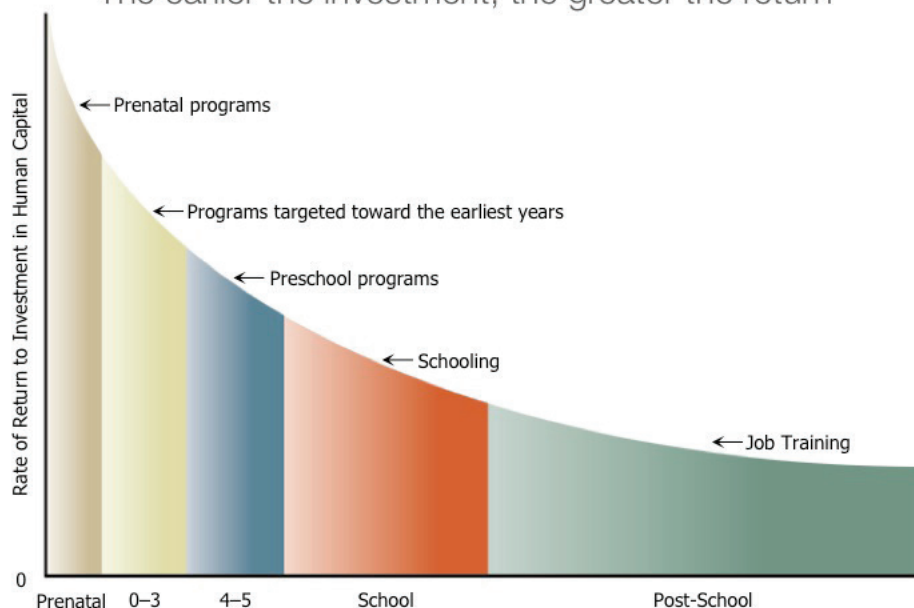 The earlier the investment, the greater the return
Rate of Return to Investment in Human Capital
Prenatal programs
Programs targeted toward the earliest years
Preschool programs
Schooling
Job Training
0
Prenatal
0–3
4–5
School
Post-School